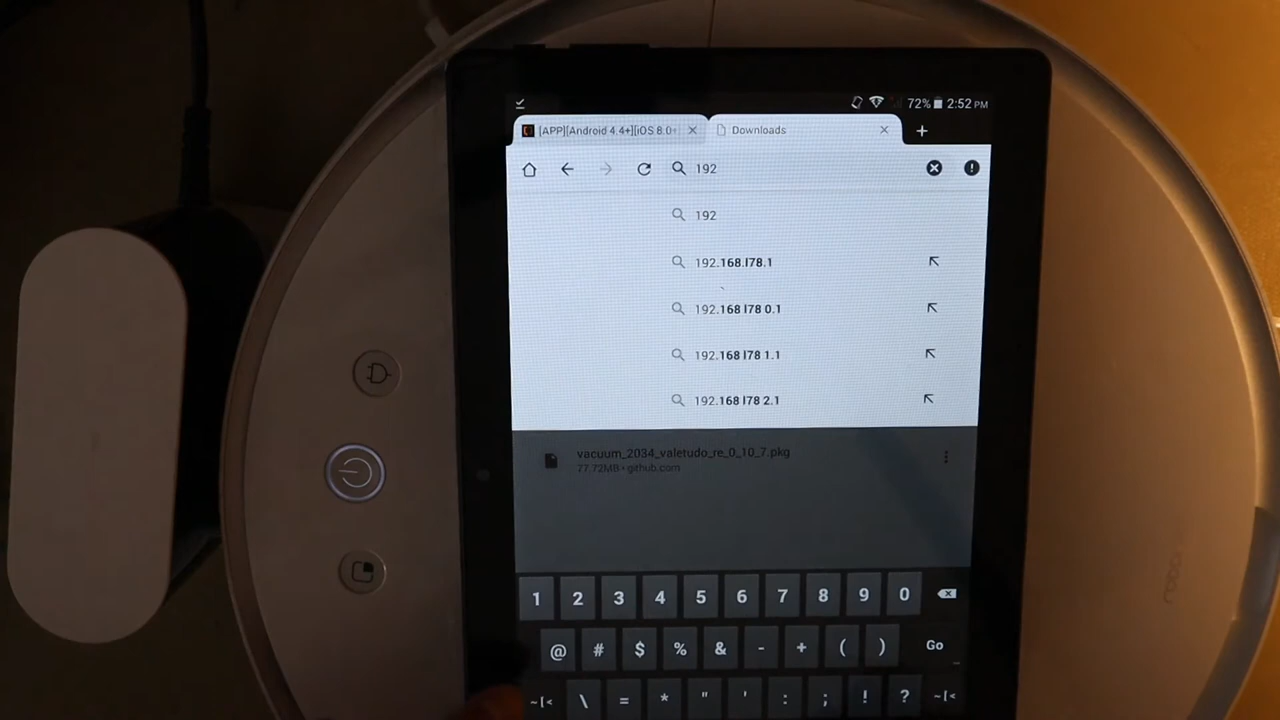 72% 2:52 PM
[APP][Android 4.4+][iOS 8.0+
Downloads
192
192
192.168.l78.1
192.168 l78 0.1
192.168 l78 1.1
192.168 l78 2.1
vacuum_2034_valetudo_re_0_10_7.pkg
77.72MB • github.com
1 2 3 4 5 6 7 8 9 0
@ # $ % & - + ( ) Go
~[< \ = * " ' : ; ! ? ~[<